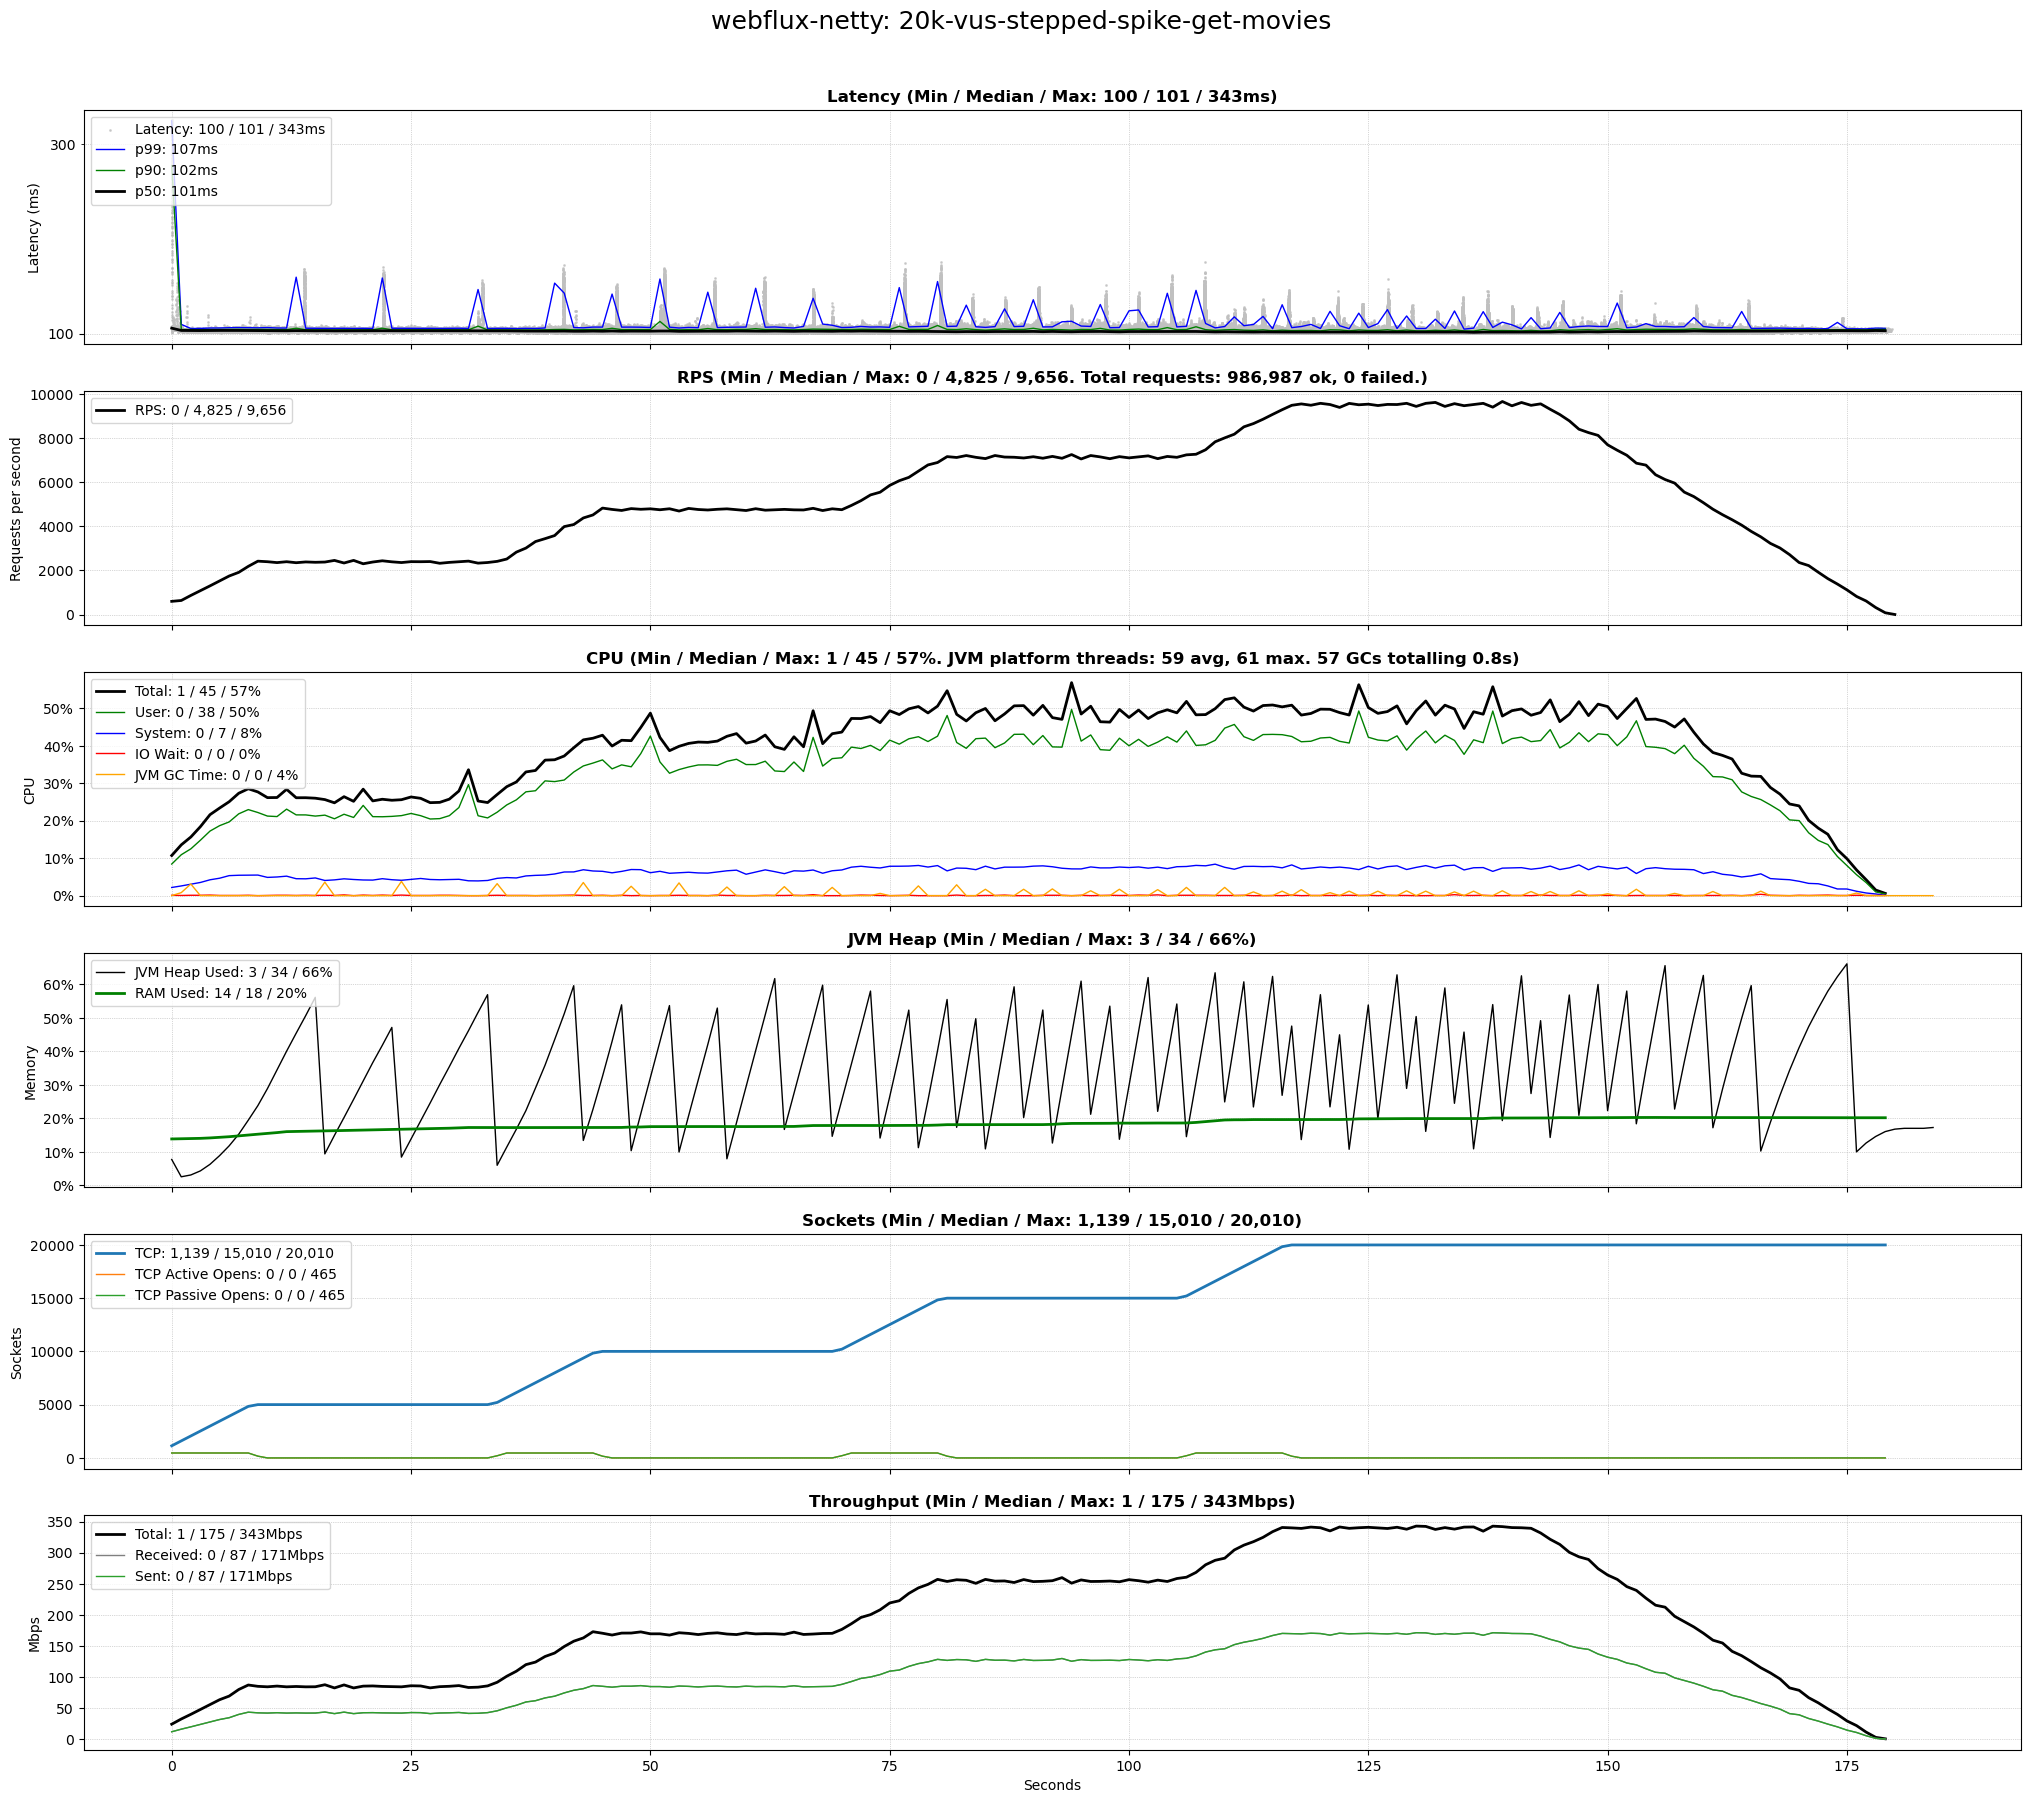 webflux-netty: 20k-vus-stepped-spike-get-movies
Latency (Min / Median / Max: 100 / 101 / 343ms)
Latency: 100 / 101 / 343ms
p99: 107ms
p90: 102ms
p50: 101ms
300
100
Latency (ms)
RPS (Min / Median / Max: 0 / 4,825 / 9,656. Total requests: 986,987 ok, 0 failed.)
RPS: 0 / 4,825 / 9,656
10000
8000
6000
4000
2000
0
Requests per second
CPU (Min / Median / Max: 1 / 45 / 57%. JVM platform threads: 59 avg, 61 max. 57 GCs totalling 0.8s)
Total: 1 / 45 / 57%
User: 0 / 38 / 50%
System: 0 / 7 / 8%
IO Wait: 0 / 0 / 0%
JVM GC Time: 0 / 0 / 4%
50%
40%
30%
20%
10%
0%
CPU
JVM Heap (Min / Median / Max: 3 / 34 / 66%)
JVM Heap Used: 3 / 34 / 66%
RAM Used: 14 / 18 / 20%
60%
50%
40%
30%
20%
10%
0%
Memory
Sockets (Min / Median / Max: 1,139 / 15,010 / 20,010)
TCP: 1,139 / 15,010 / 20,010
TCP Active Opens: 0 / 0 / 465
TCP Passive Opens: 0 / 0 / 465
20000
15000
10000
5000
0
Sockets
Throughput (Min / Median / Max: 1 / 175 / 343Mbps)
Total: 1 / 175 / 343Mbps
Received: 0 / 87 / 171Mbps
Sent: 0 / 87 / 171Mbps
350
300
250
200
150
100
50
0
Mbps
0 25 50 75 100 125 150 175
Seconds